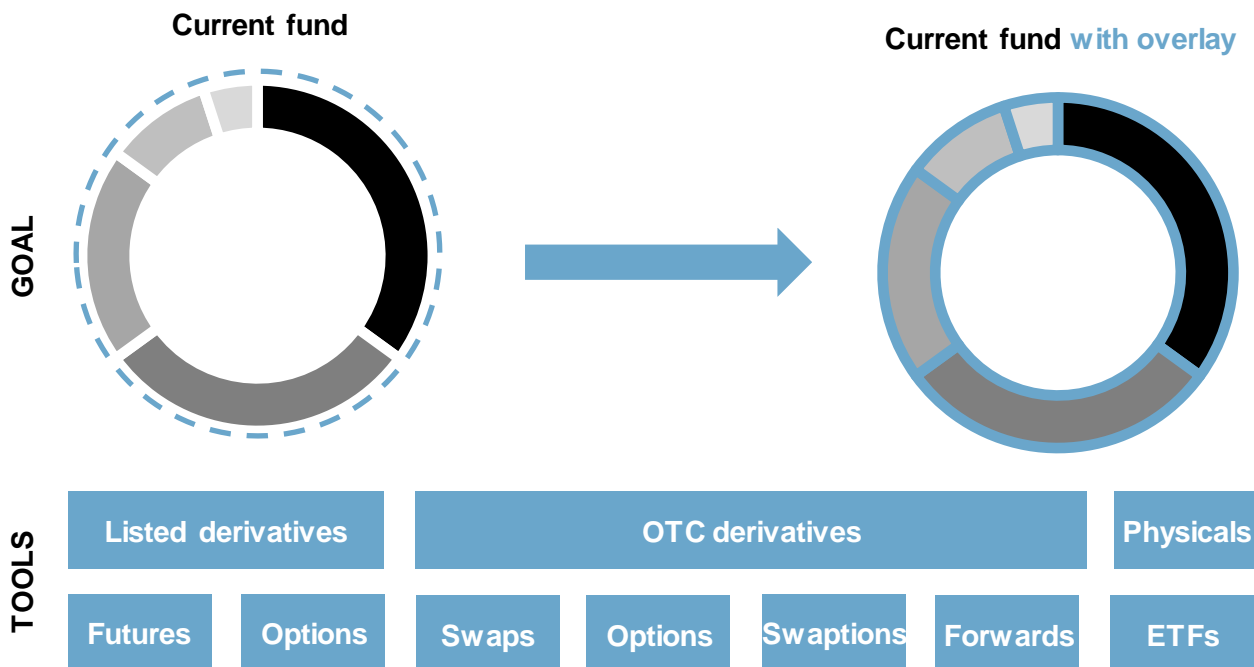 Current fund
Current fund with overlay
GOAL
TOOLS
Listed derivatives
OTC derivatives
Physicals
Futures
Options
Swaps
Options
Swaptions
Forwards
ETFs